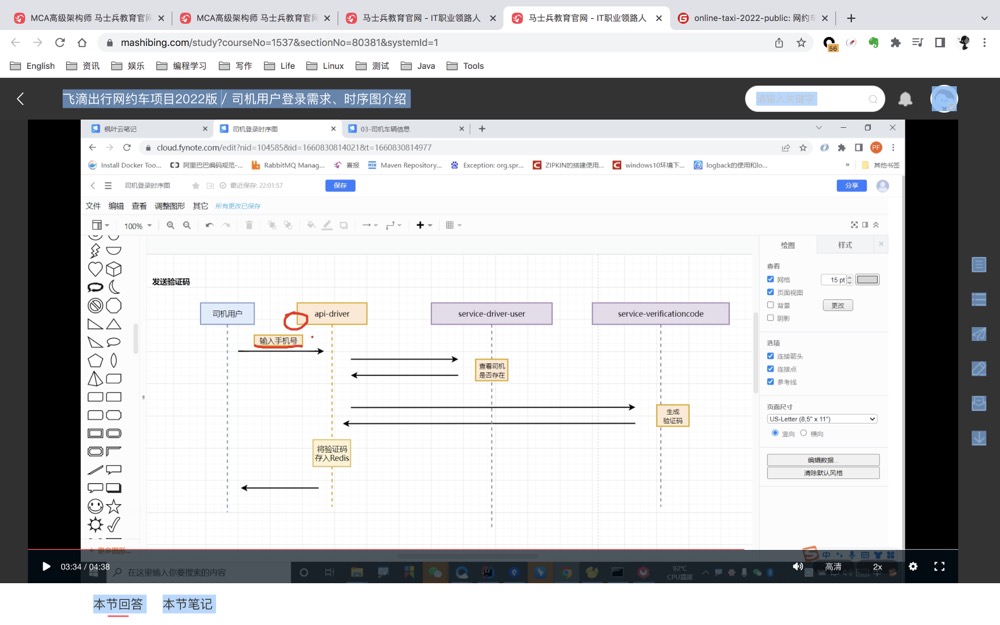 MCA高级架构师 马士兵教育官网
MCA高级架构师 马士兵教育官网
马士兵教育官网 - IT职业领路人
马士兵教育官网 - IT职业领路人
online-taxi-2022-public: 网约车
mashibing.com/study?courseNo=1537&sectionNo=80381&systemId=1
English 资讯 娱乐 编程学习 写作 Life Linux 测试 Java Tools
飞滴出行网约车项目2022版 / 司机用户登录需求、时序图介绍
枫叶云笔记 司机登录时序图 03-司机车辆信息
cloud.fynote.com/edit?nid=104585&id=1660830814021&t=1660830814977
Install Docker Too... 阿里巴巴编码规范-... RabbitMQ Manag... 喜报 Maven Repository... Exception: org.spr... ZIPKIN的搭建使用... windows10环境下... logback的使用和lo... 其他书签
司机登录时序图 最近保存: 22:01:57 保存 分享
文件 编辑 查看 调整图形 其它 所有更改已保存
100%
绘图 样式
发送验证码
查看
网格 15 pt
页面视图
背景 更改
阴影
司机用户 api-driver service-driver-user service-verificationcode
输入手机号
查看司机
是否存在
生成
验证码
将验证码
存入Redis
选项
连接箭头
连接点
参考线
页面尺寸
US-Letter (8,5" x 11")
竖向 横向
编辑数据
清除默认风格
更多图形...
03:34 / 04:38
在这里输入你要搜索的内容
CPU温度
高清 2x
本节回答 本节笔记